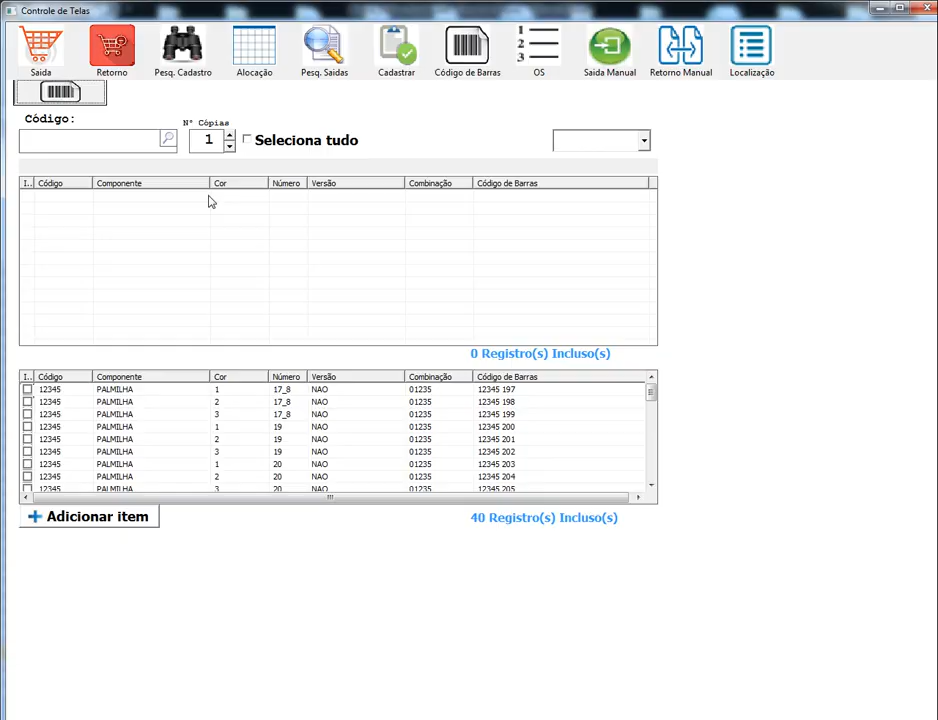 Controle de Telas
Saida Retorno Pesq. Cadastro Alocação Pesq. Saidas Cadastrar Código de Barras 1 2 3 OS Saida Manual Retorno Manual Localização
Código:
N° Cópias
1 Seleciona tudo
I.. Código Componente Cor Número Versão Combinação Código de Barras
0 Registro(s) Incluso(s)
I.. Código Componente Cor Número Versão Combinação Código de Barras
12345 PALMILHA 1 17_8 NAO 01235 12345 197
12345 PALMILHA 2 17_8 NAO 01235 12345 198
12345 PALMILHA 3 17_8 NAO 01235 12345 199
12345 PALMILHA 1 19 NAO 01235 12345 200
12345 PALMILHA 2 19 NAO 01235 12345 201
12345 PALMILHA 3 19 NAO 01235 12345 202
12345 PALMILHA 1 20 NAO 01235 12345 203
12345 PALMILHA 2 20 NAO 01235 12345 204
12345 PALMILHA 3 20 NAO 01235 12345 205
+ Adicionar item
40 Registro(s) Incluso(s)